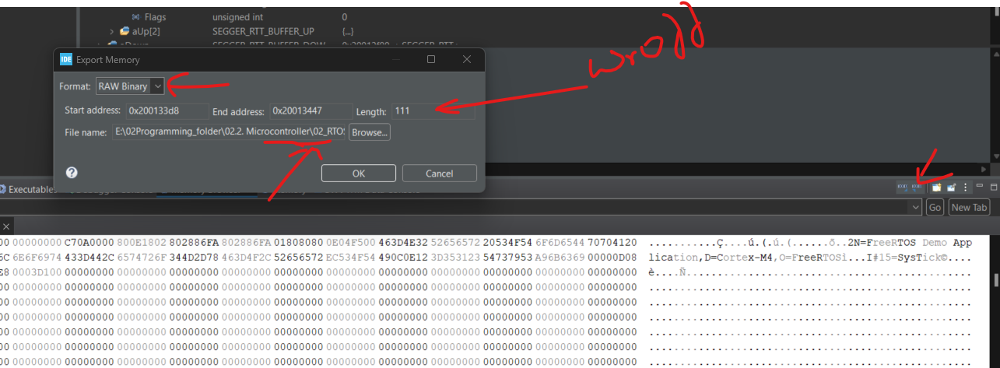 Flags unsigned int 0
aUp[2] SEGGER_RTT_BUFFER_UP {...}
IDE Export Memory
Format: RAW Binary
wrong
Start address: 0x200133d8 End address: 0x20013447 Length: 111
File name: E:\02Programming_folder\02.2. Microcontroller\02_RTOS Browse...
OK Cancel
Executables
Go New Tab
00 00000000 C70A0000 800E1802 802886FA 802886FA 01808080 0E04F500 463D4E32 52656572 20534F54 6F6D6544 70704120 ...........Ç....ú.(.ú.(......õ..2N=FreeRTOS Demo App
6C 6E6F6974 433D442C 6574726F 344D2D78 463D4F2C 52656572 EC534F54 490C0E12 3D353123 54737953 A96B6369 00000D08 lication,D=Cortex-M4,O=FreeRTOSì...I#15=SysTick©....
E8 0003D100 00000000 00000000 00000000 00000000 00000000 00000000 00000000 00000000 00000000 00000000 00000000 è....Ñ..............................................
00 00000000 00000000 00000000 00000000 00000000 00000000 00000000 00000000 00000000 00000000 00000000 00000000 ....................................................
00 00000000 00000000 00000000 00000000 00000000 00000000 00000000 00000000 00000000 00000000 00000000 00000000 ....................................................
00 00000000 00000000 00000000 00000000 00000000 00000000 00000000 00000000 00000000 00000000 00000000 00000000 ....................................................
00 00000000 00000000 00000000 00000000 00000000 00000000 00000000 00000000 00000000 00000000 00000000 00000000 ....................................................
00 00000000 00000000 00000000 00000000 00000000 00000000 00000000 00000000 00000000 00000000 00000000 00000000 ....................................................
00 00000000 00000000 00000000 00000000 00000000 00000000 00000000 00000000 00000000 00000000 00000000 00000000 ....................................................